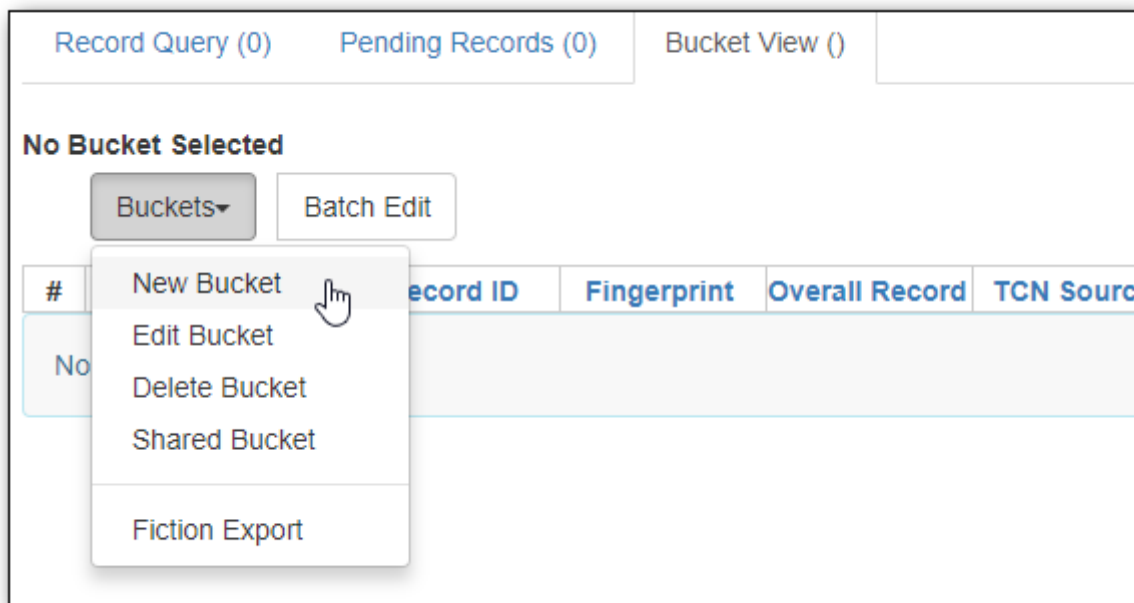 Record Query (0) Pending Records (0) Bucket View ()
No Bucket Selected
Buckets Batch Edit
# ecord ID Fingerprint Overall Record TCN Sourc
New Bucket
No
Edit Bucket
Delete Bucket
Shared Bucket
Fiction Export